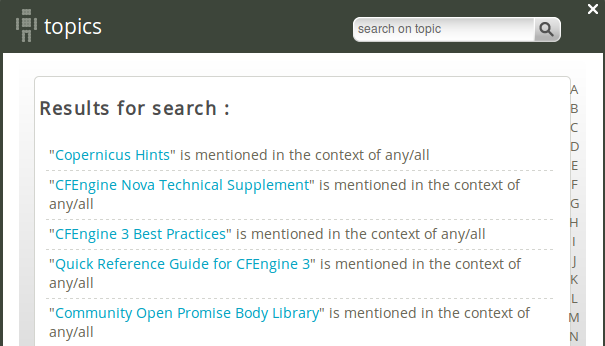 topics
search on topic
Results for search :
"Copernicus Hints" is mentioned in the context of any/all
"CFEngine Nova Technical Supplement" is mentioned in the context of
any/all
"CFEngine 3 Best Practices" is mentioned in the context of any/all
"Quick Reference Guide for CFEngine 3" is mentioned in the context of
any/all
"Community Open Promise Body Library" is mentioned in the context of
any/all
A
B
C
D
E
F
G
H
I
J
K
L
M
N